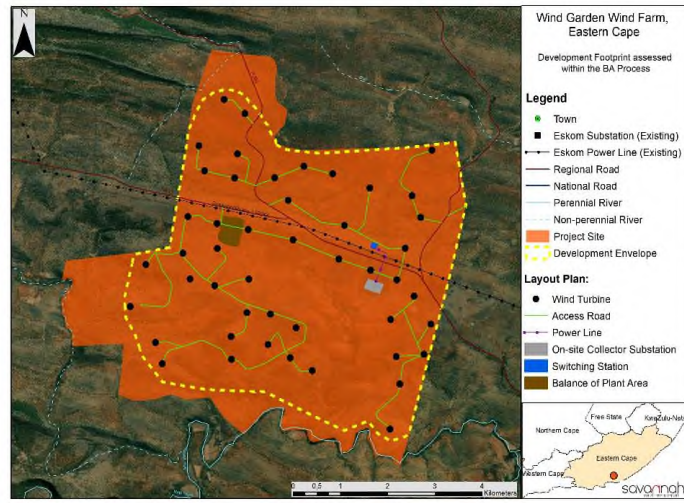 Wind Garden Wind Farm,
Eastern Cape
Development Footprint assessed
within the BA Process
Legend
Town
Eskom Substation (Existing)
Eskom Power Line (Existing)
Regional Road
National Road
Perennial River
Non-perennial River
Project Site
Development Envelope
Layout Plan:
Wind Turbine
Access Road
Power Line
On-site Collector Substation
Switching Station
Balance of Plant Area
N
0 0,5 1 2 3 4
Kilometers
Free State
KwaZulu-Nata
Northern Cape
Eastern Cape
Western Cape
savannah